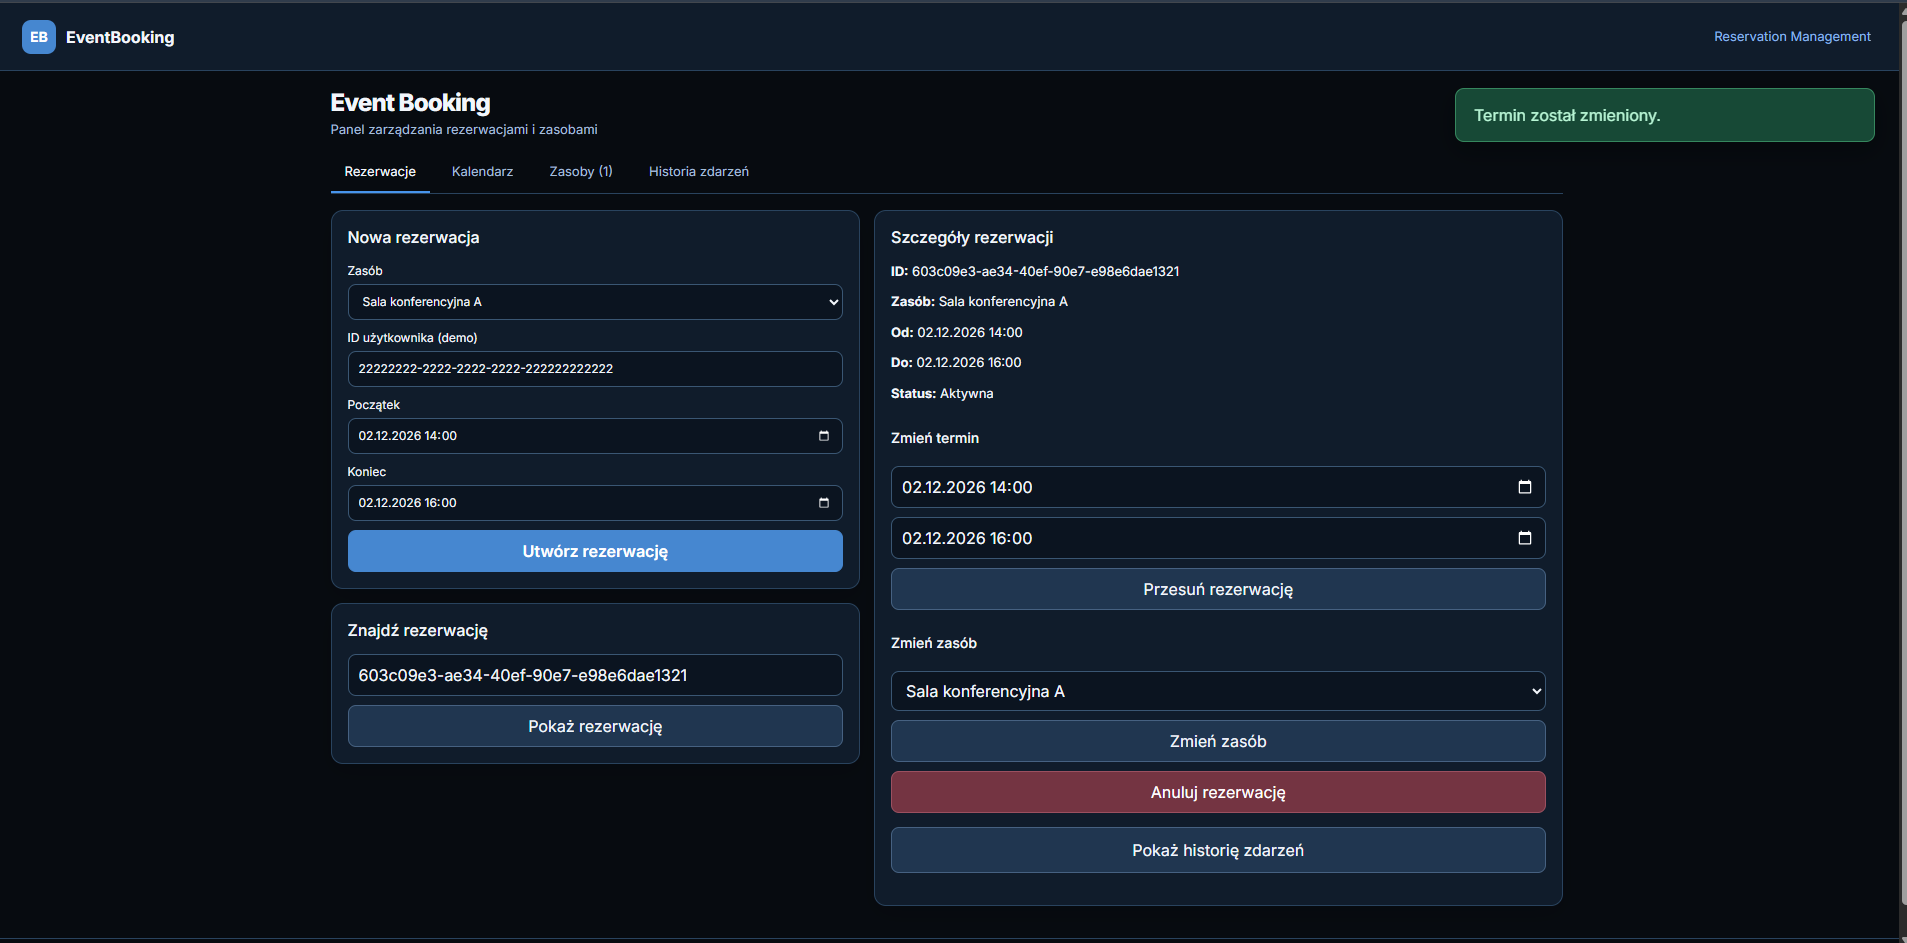 EB EventBooking
Reservation Management
Event Booking
Panel zarządzania rezerwacjami i zasobami
Termin został zmieniony.
Rezerwacje Kalendarz Zasoby (1) Historia zdarzeń
Nowa rezerwacja
Zasób
Sala konferencyjna A
ID użytkownika (demo)
22222222-2222-2222-2222-222222222222
Początek
02.12.2026 14:00
Koniec
02.12.2026 16:00
Utwórz rezerwację
Znajdź rezerwację
603c09e3-ae34-40ef-90e7-e98e6dae1321
Pokaż rezerwację
Szczegóły rezerwacji
ID: 603c09e3-ae34-40ef-90e7-e98e6dae1321
Zasób: Sala konferencyjna A
Od: 02.12.2026 14:00
Do: 02.12.2026 16:00
Status: Aktywna
Zmień termin
02.12.2026 14:00
02.12.2026 16:00
Przesuń rezerwację
Zmień zasób
Sala konferencyjna A
Zmień zasób
Anuluj rezerwację
Pokaż historię zdarzeń